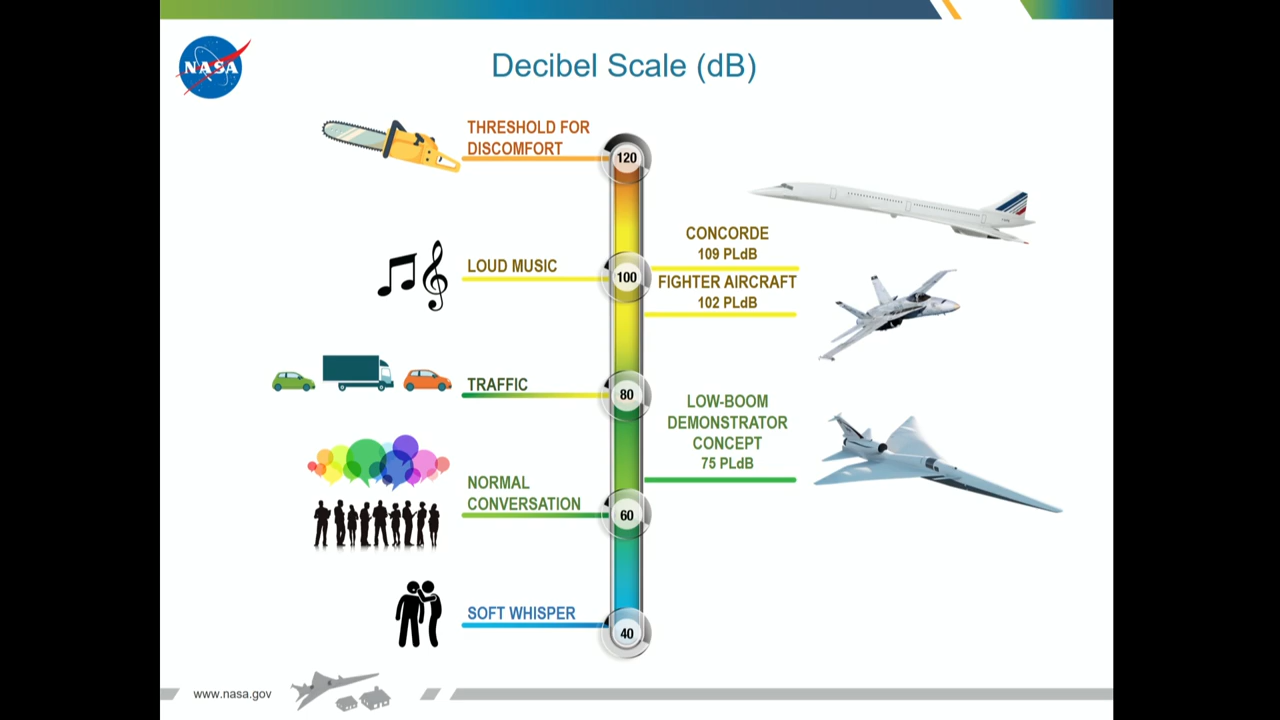 NASA
Decibel Scale (dB)
THRESHOLD FOR
DISCOMFORT
120
CONCORDE
109 PLdB
LOUD MUSIC
100
FIGHTER AIRCRAFT
102 PLdB
TRAFFIC
80
LOW-BOOM
DEMONSTRATOR
CONCEPT
75 PLdB
NORMAL
CONVERSATION
60
SOFT WHISPER
40
www.nasa.gov